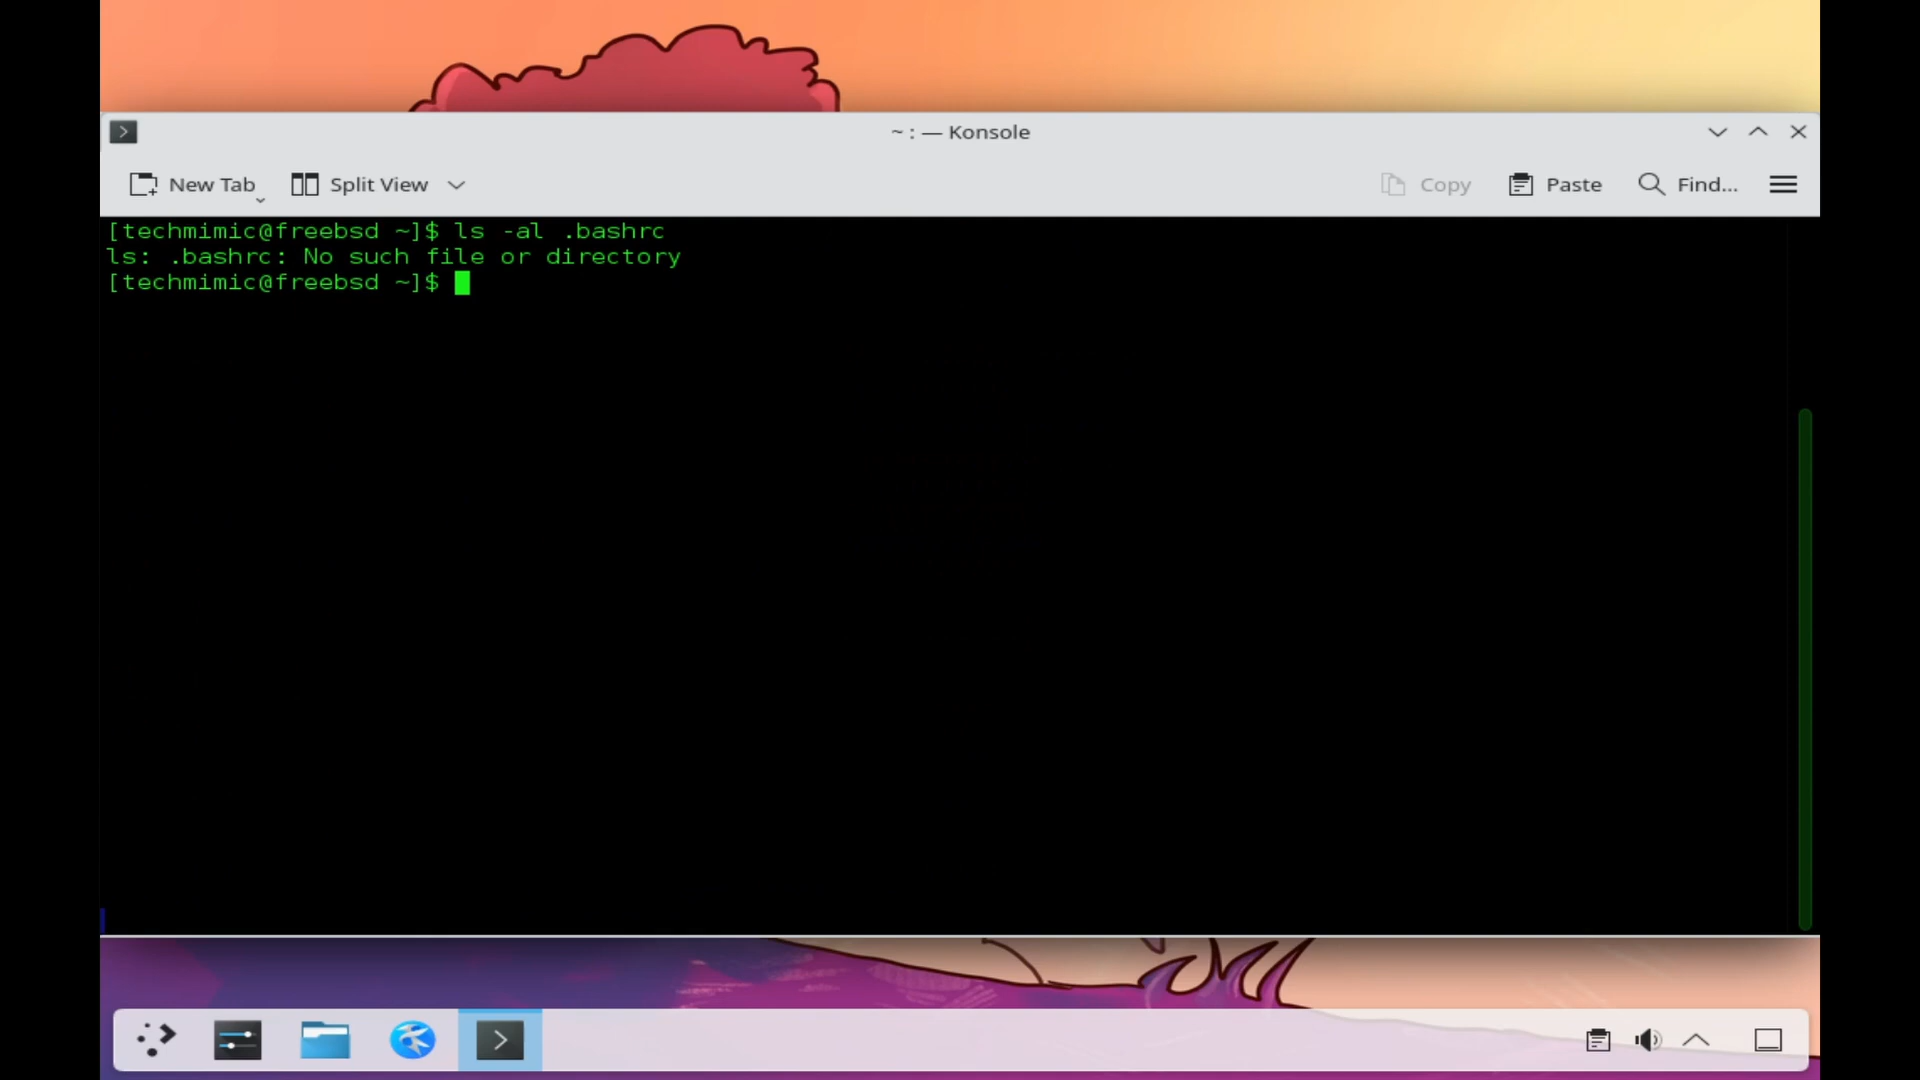 ~ : — Konsole
New Tab Split View Copy Paste Find...
[techmimic@freebsd ~]$ ls -al .bashrc
ls: .bashrc: No such file or directory
[techmimic@freebsd ~]$